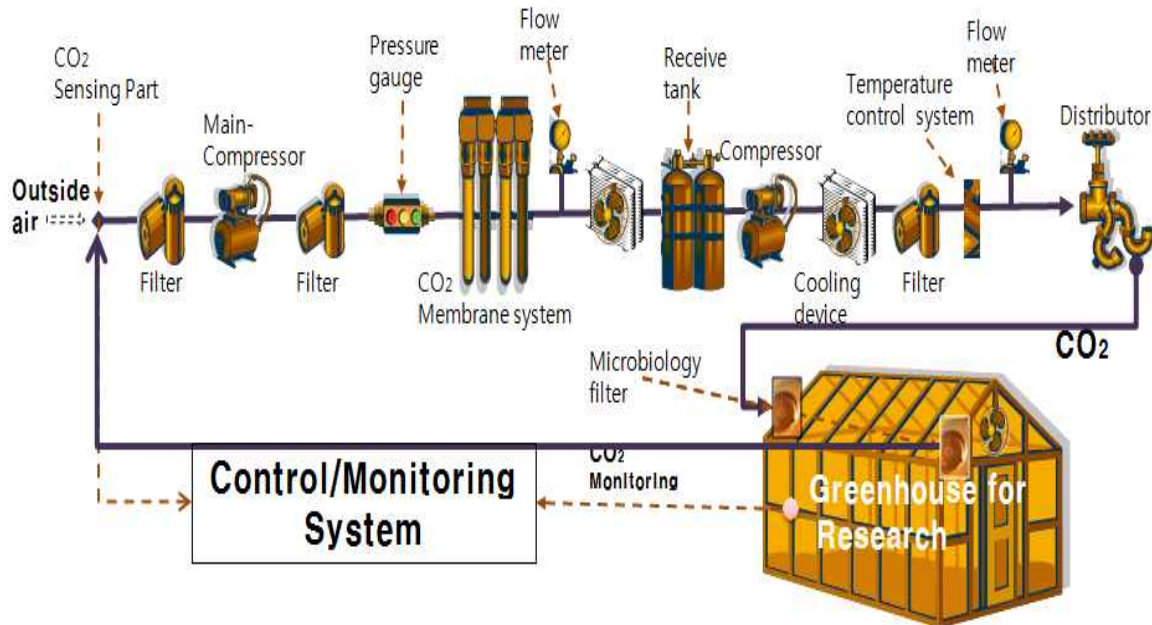 Flow
meter
CO2
Sensing Part
Pressure
gauge
Receive
tank
Flow
meter
Temperature
control system
Distributor
Main-
Compressor
Compressor
Outside
air
Filter
Filter
CO2
Membrane system
Cooling
device
Filter
CO2
Microbiology
filter
Control/Monitoring
System
CO2
Monitoring
Greenhouse for
Research